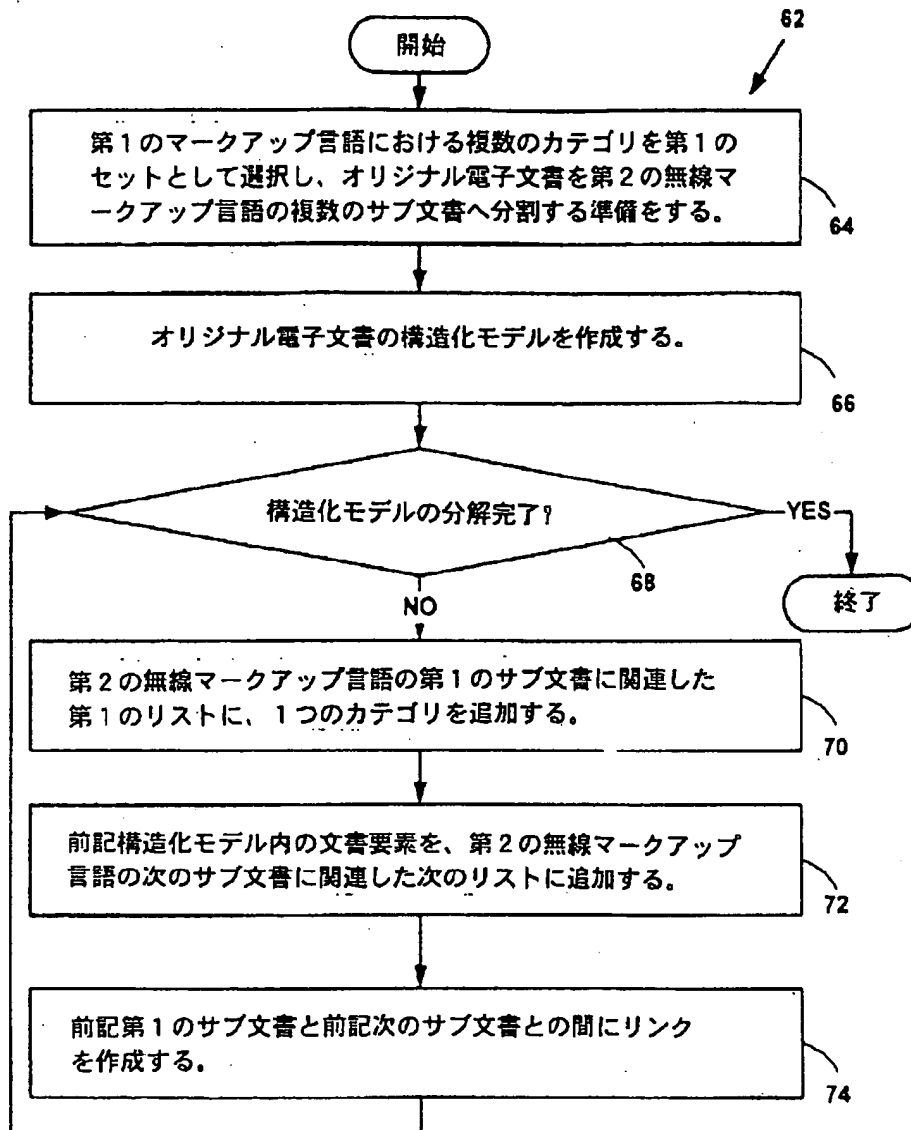 62
開始
第1のマークアップ言語における複数のカテゴリを第1の
セットとして選択し、オリジナル電子文書を第2の無線マ
ークアップ言語の複数のサブ文書へ分割する準備をする。
64
オリジナル電子文書の構造化モデルを作成する。
66
構造化モデルの分解完了?
YES
68
終了
NO
第2の無線マークアップ言語の第1のサブ文書に関連した
第1のリストに、1つのカテゴリを追加する。
70
前記構造化モデル内の文書要素を、第2の無線マークアップ
言語の次のサブ文書に関連した次のリストに追加する。
72
前記第1のサブ文書と前記次のサブ文書との間にリンク
を作成する。
74